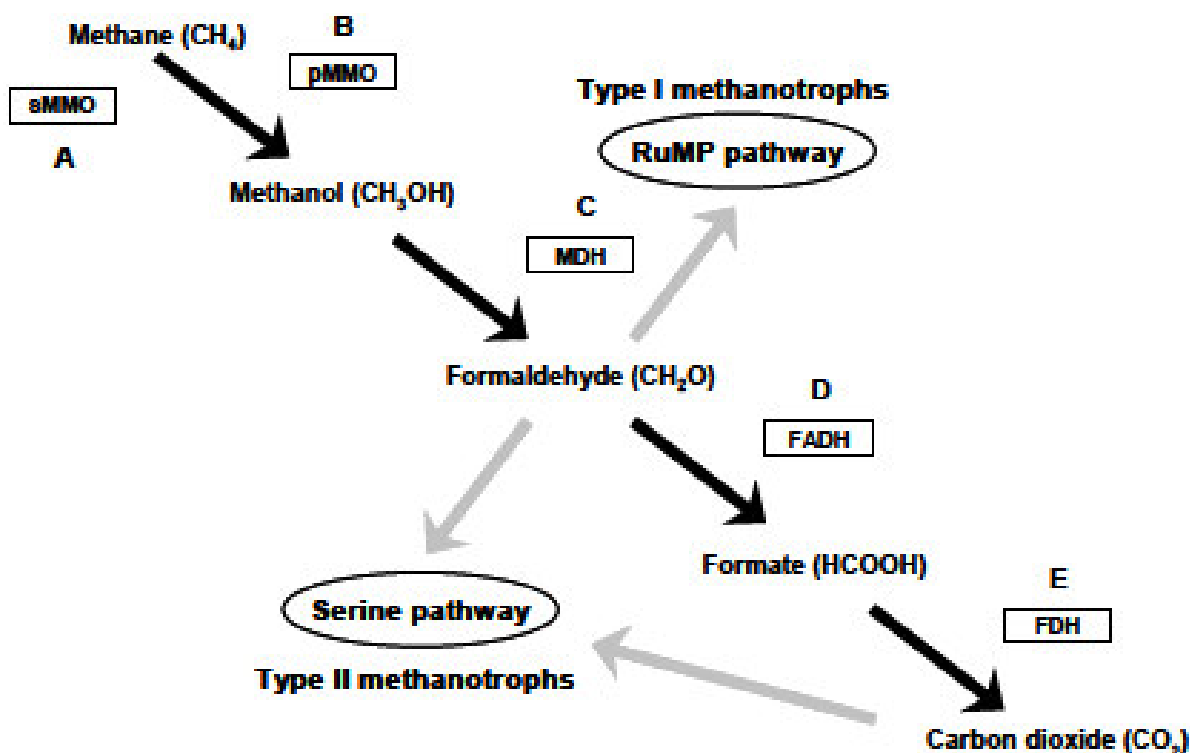 B
Methane (CH₄)
pMMO
sMMO
A
Type I methanotrophs
RuMP pathway
Methanol (CH₃OH)
C
MDH
Formaldehyde (CH₂O)
D
FADH
Formate (HCOOH)
E
FDH
Serine pathway
Type II methanotrophs
Carbon dioxide (CO₂)